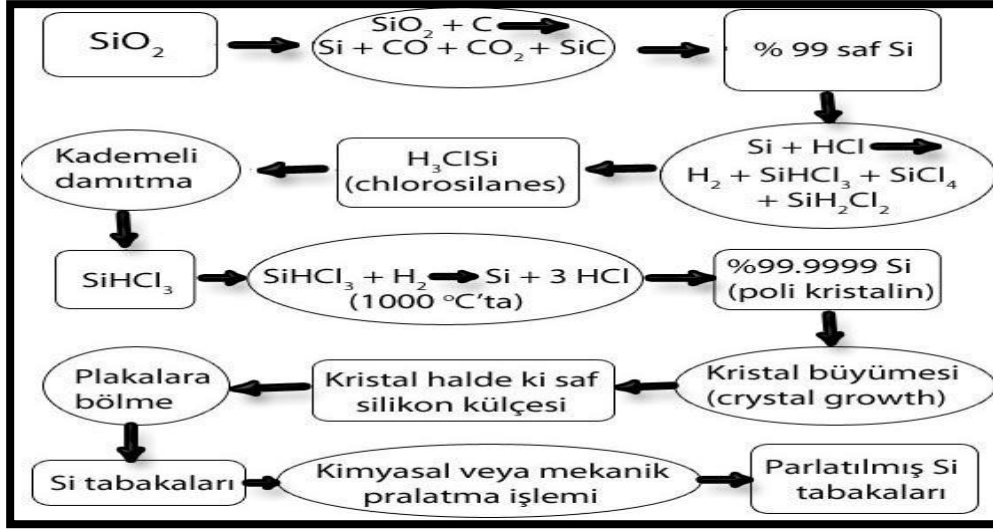 SiO₂
SiO₂ + C
Si + CO + CO₂ + SiC
% 99 saf Si
Si + HCl
H₂ + SiHCl₃ + SiCl₄
+ SiH₂Cl₂
H₃ClSi
(chlorosilanes)
Kademeli
damıtma
SiHCl₃
SiHCl₃ + H₂ → Si + 3 HCl
(1000 °C'ta)
%99.9999 Si
(poli kristalin)
Kristal büyümesi
(crystal growth)
Kristal halde ki saf
silikon külçesi
Plakalara
bölme
Si tabakaları
Kimyasal veya mekanik
pralatma işlemi
Parlatılmış Si
tabakaları